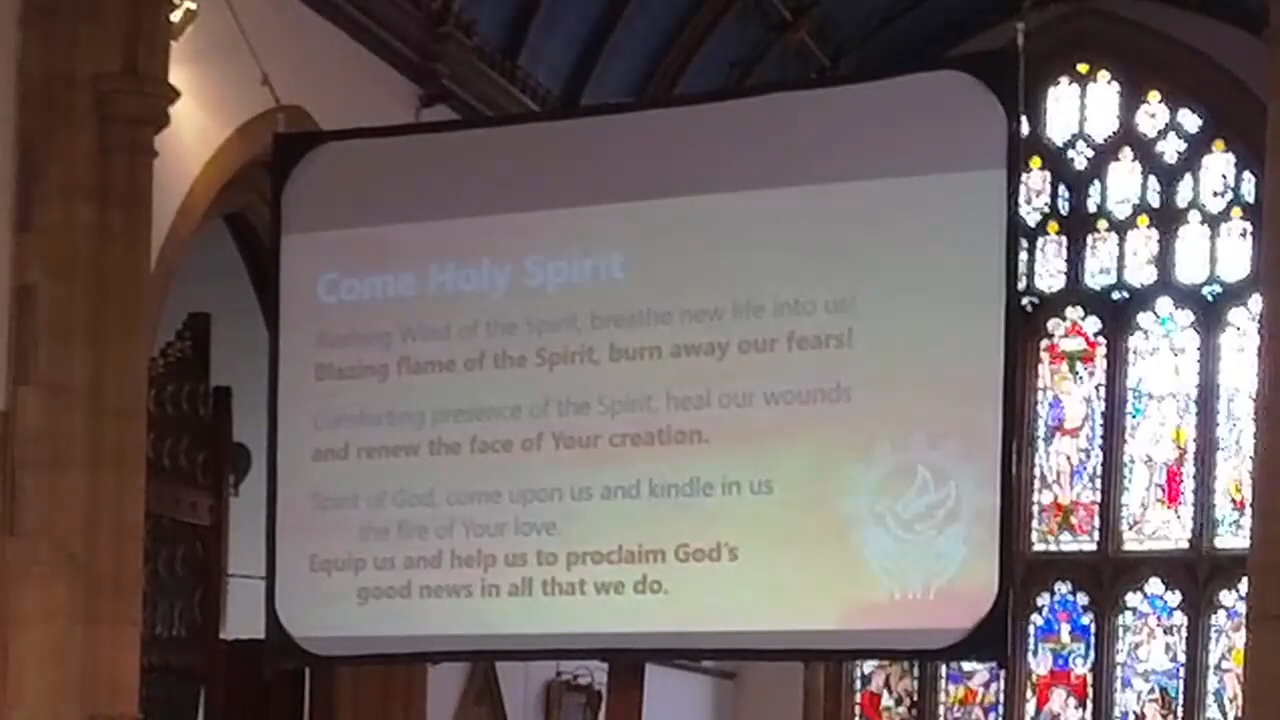 Come Holy Spirit
Wind of the Spirit, breathe new life into us!
Blazing flame of the Spirit, burn away our fears!
Comforting presence of the Spirit, heal our wounds
and renew the face of Your creation.
Spirit of God, come upon us and kindle in us
the fire of Your love.
Equip us and help us to proclaim God's
good news in all that we do.